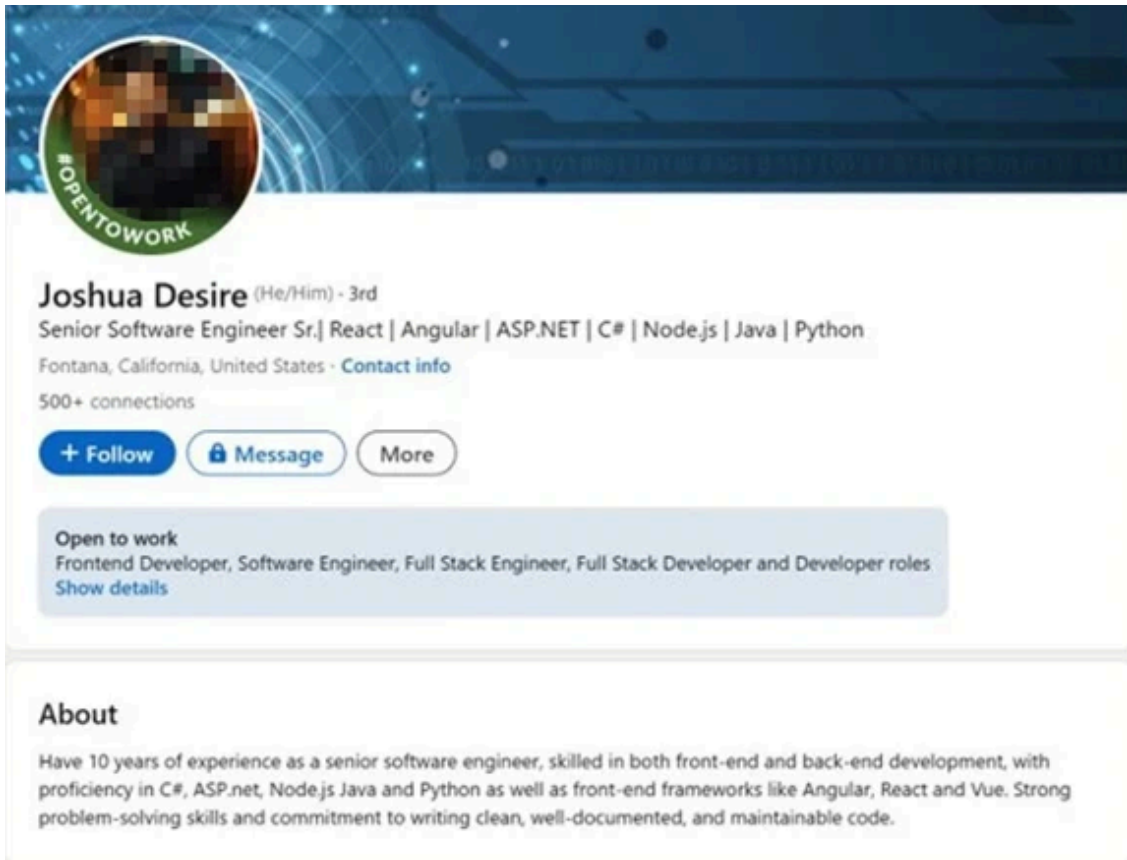 #OPENTOWORK
Joshua Desire (He/Him) · 3rd
Senior Software Engineer Sr.| React | Angular | ASP.NET | C# | Node.js | Java | Python
Fontana, California, United States · Contact info
500+ connections
+ Follow Message More
Open to work
Frontend Developer, Software Engineer, Full Stack Engineer, Full Stack Developer and Developer roles
Show details
About
Have 10 years of experience as a senior software engineer, skilled in both front-end and back-end development, with
proficiency in C#, ASP.net, Node.js Java and Python as well as front-end frameworks like Angular, React and Vue. Strong
problem-solving skills and commitment to writing clean, well-documented, and maintainable code.